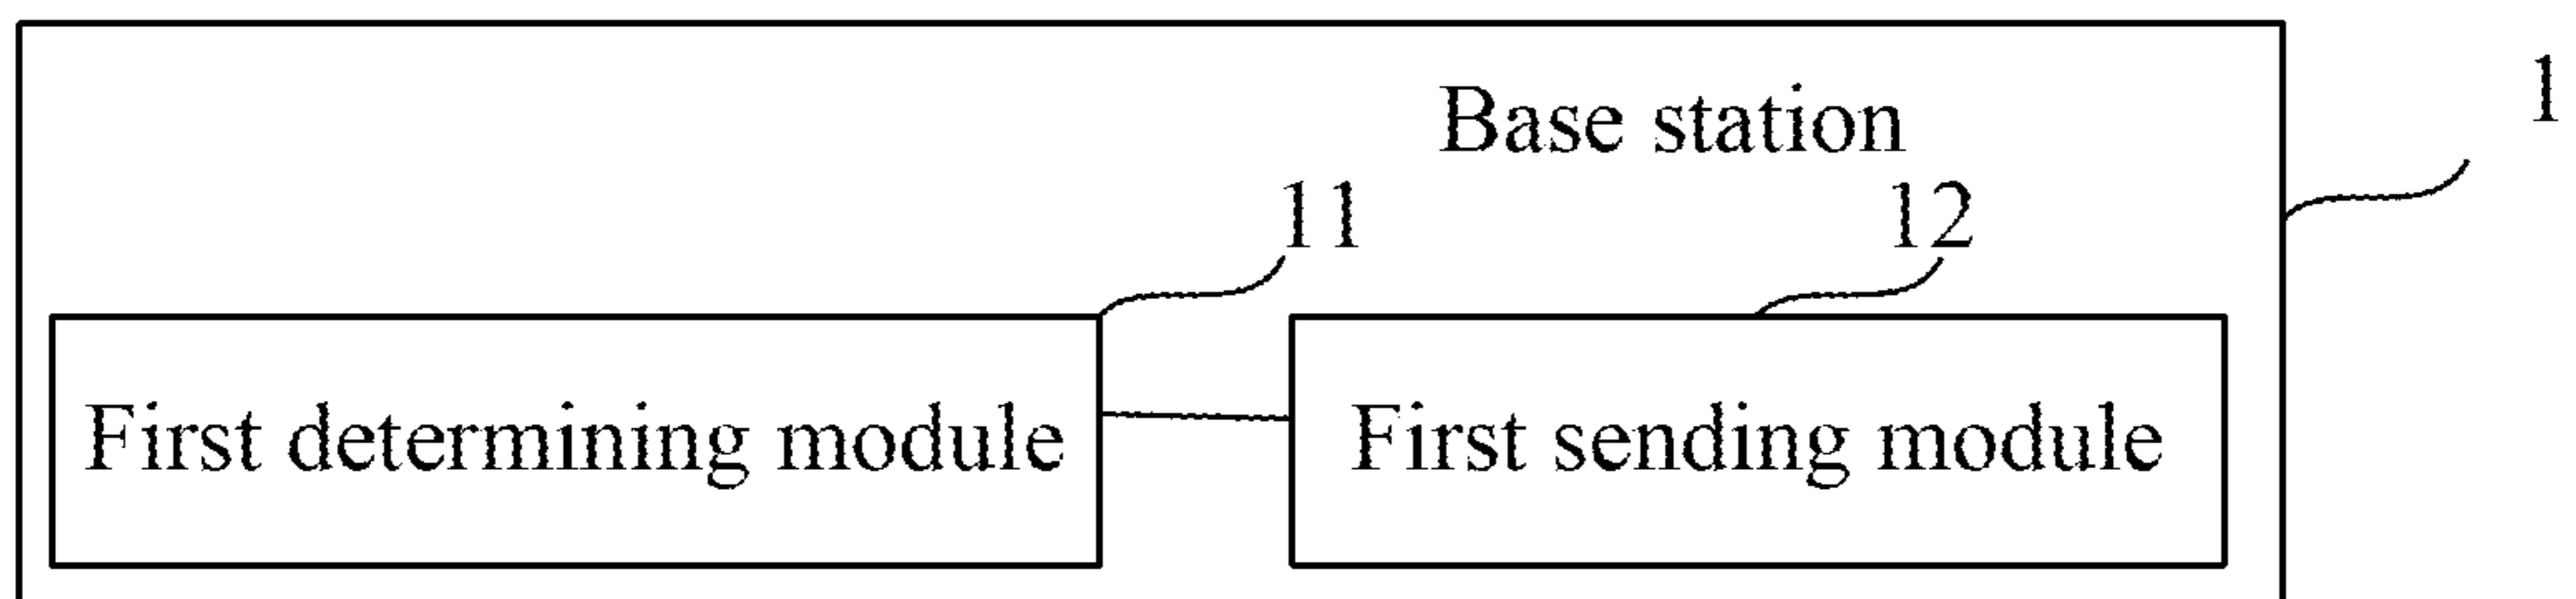 1
Base station
11
12
First determining module
First sending module